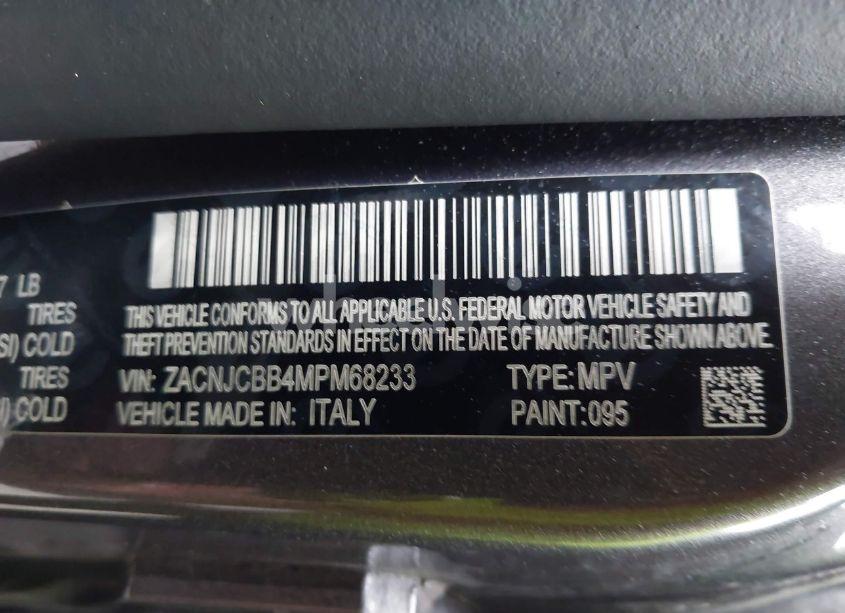 7 LB
TIRES
SI) COLD
TIRES
I) COLD
THIS VEHICLE CONFORMS TO ALL APPLICABLE U.S. FEDERAL MOTOR VEHICLE SAFETY AND
THEFT PREVENTION STANDARDS IN EFFECT ON THE DATE OF MANUFACTURE SHOWN ABOVE.
VIN: ZACNJCBB4MPM68233 TYPE: MPV
VEHICLE MADE IN: ITALY PAINT: 095